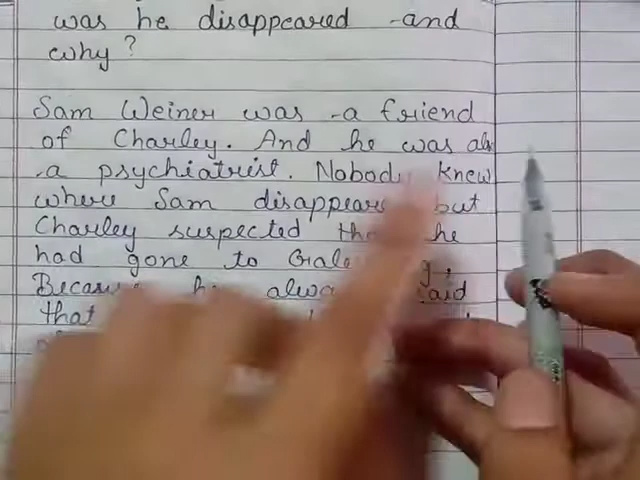 was he disappeared and
why?
Sam Weiner was a friend
of Charley. And he was also
a psychiatrist. Nobody knew
where Sam disappeared but
Charley suspected that he
had gone to
Because he always said
that